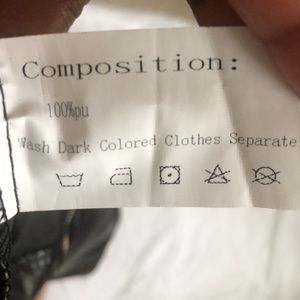 Composition:
100%pu
Wash Dark Colored Clothes Separate